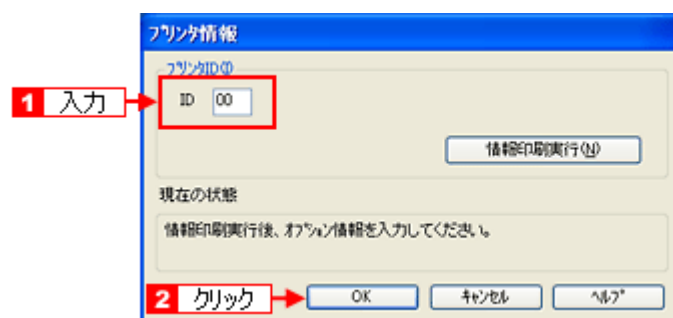 プリンタ情報
プリンタID(I)
1 入力
ID 00
情報印刷実行(N)
現在の状態
情報印刷実行後、オプション情報を入力してください。
2 クリック
OK キャンセル ヘルプ